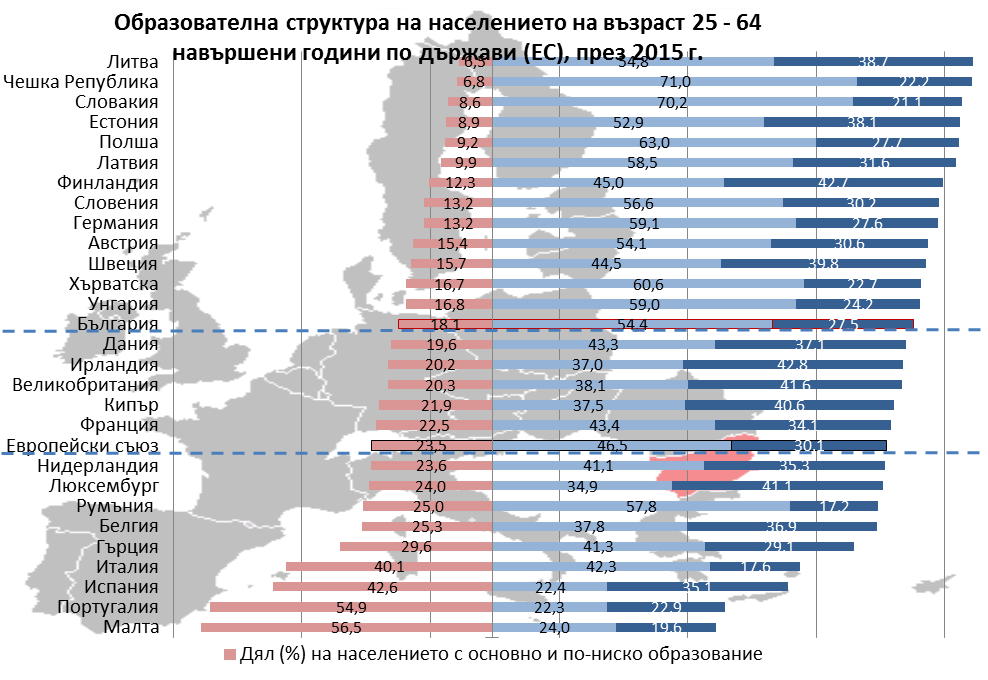 Образователна структура на населението на възраст 25 - 64
навършени години по държави (ЕС), през 2015 г.
Литва 6,5 54,8 38,7
Чешка Република 6,8 71,0 22,2
Словакия 8,6 70,2 21,1
Естония 8,9 52,9 38,1
Полша 9,2 63,0 27,7
Латвия 9,9 58,5 31,6
Финландия 12,3 45,0 42,7
Словения 13,2 56,6 30,2
Германия 13,2 59,1 27,6
Австрия 15,4 54,1 30,6
Швеция 15,7 44,5 39,8
Хърватска 16,7 60,6 22,7
Унгария 16,8 59,0 24,2
България 18,1 54,4 27,5
Дания 19,6 43,3 37,1
Ирландия 20,2 37,0 42,8
Великобритания 20,3 38,1 41,6
Кипър 21,9 37,5 40,6
Франция 22,5 43,4 34,1
Европейски съюз 23,5 46,5 30,1
Нидерландия 23,6 41,1 35,3
Люксембург 24,0 34,9 41,1
Румъния 25,0 57,8 17,2
Белгия 25,3 37,8 36,9
Гърция 29,6 41,3 29,1
Италия 40,1 42,3 17,6
Испания 42,6 22,4 35,1
Португалия 54,9 22,3 22,9
Малта 56,5 24,0 19,6
Дял (%) на населението с основно и по-ниско образование